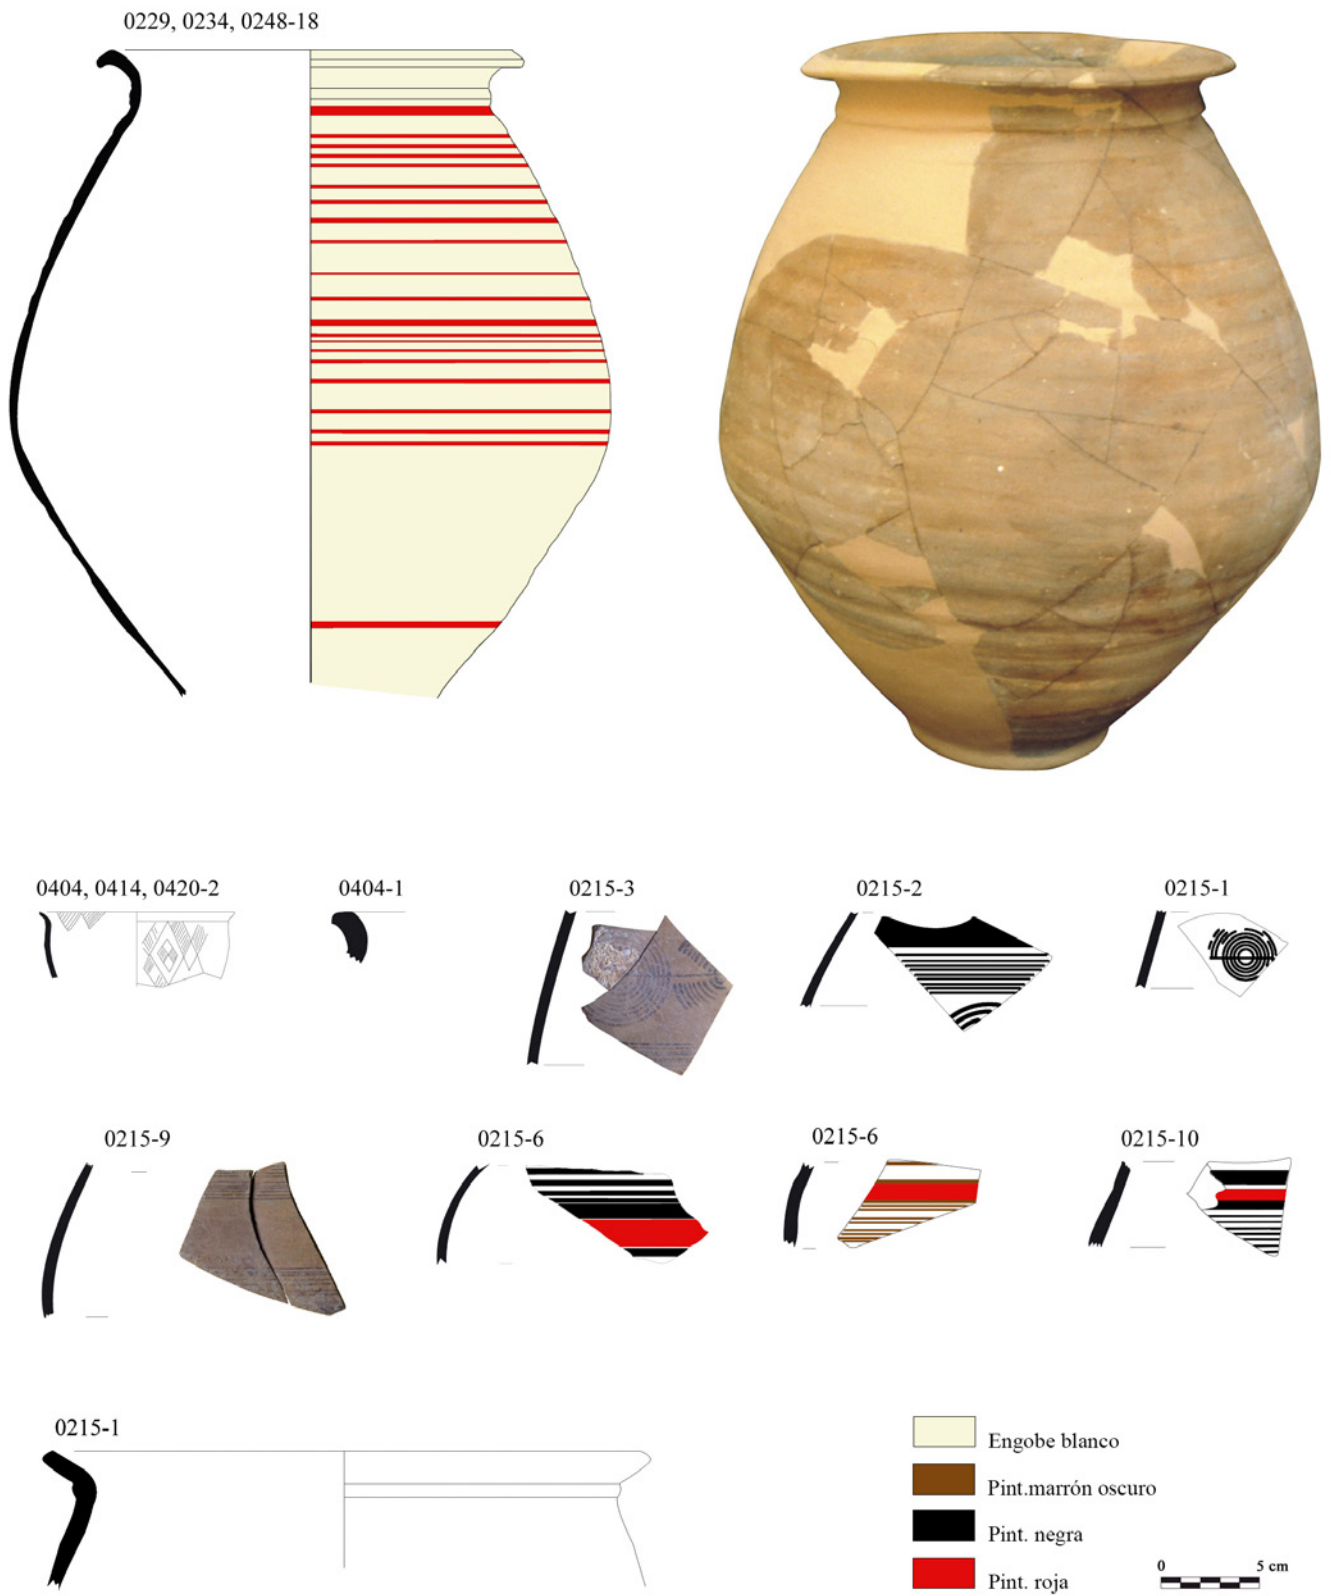 0229, 0234, 0248-18
0404, 0414, 0420-2
0404-1
0215-3
0215-2
0215-1
0215-9
0215-6
0215-6
0215-10
0215-1
Engobe blanco
Pint.marrón oscuro
Pint. negra
Pint. roja
0 5 cm